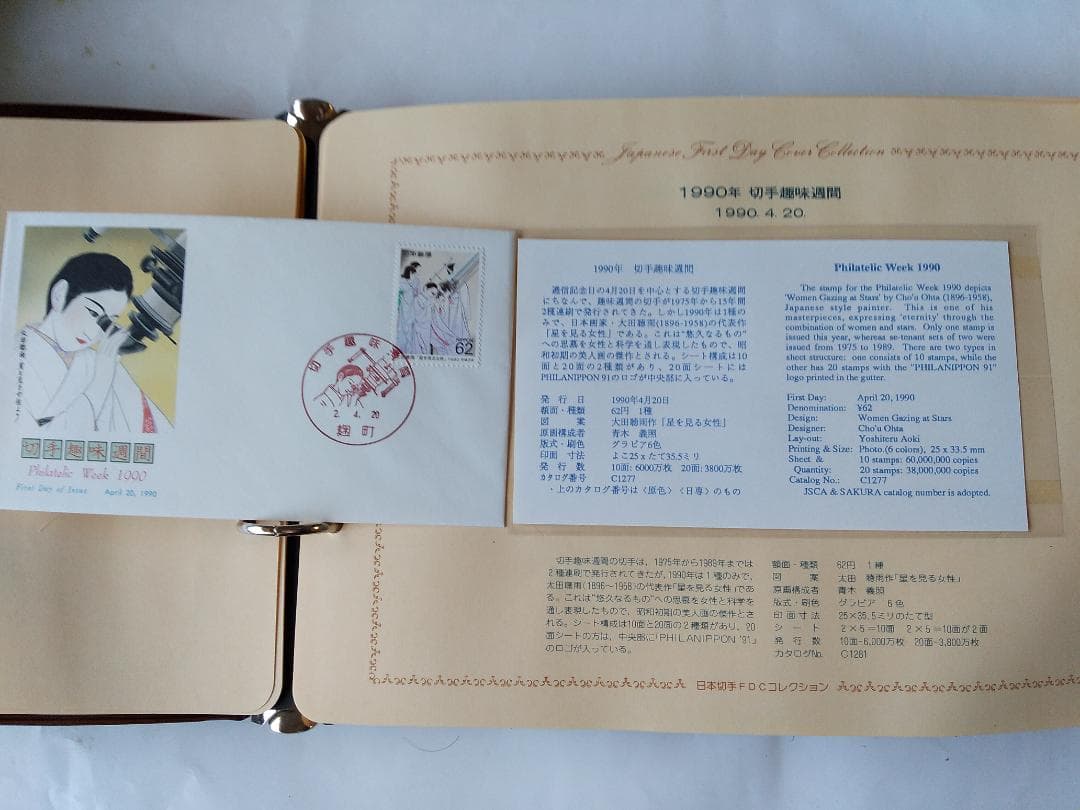 Japanese First Day Cover Collection
1990年 切手趣味週間
1990. 4. 20.
日本郵便
62
切手趣味週間
2. 4. 20
麹町
切手趣味週間
Philatelic Week 1990
First Day of Issue April 20, 1990
1990年 切手趣味週間
逓信記念日の4月20日を中心とする切手趣味週間
にちなんで、趣味週間の切手が1975年から15年間
2種連刷で発行されてきた。しかし1990年は1種の
みで、日本画家・大田聴雨(1896-1958)の代表作
「星を見る女性」である。これは"悠久なるもの"
への思慕を女性と科学を通し表現したもので、昭
和初期の美人画の傑作とされる。シート構成は10
面と20面の2種類があり、20面シートには
PHILANIPPON 91のロゴが中央部に入っている。
発行日 1990年4月20日
額面・種類 62円 1種
図案 大田聴雨作「星を見る女性」
原画構成者 青木 義照
版式・刷色 グラビア6色
印面寸法 よこ25xたて35.5ミリ
発行数 10面: 6000万枚 20面: 3800万枚
カタログ番号 C1277
・上のカタログ番号は〈原色〉〈日専〉のもの
Philatelic Week 1990
The stamp for the Philatelic Week 1990 depicts
'Women Gazing at Stars' by Cho'u Ohta (1896-1958),
Japanese style painter. This is one of his
masterpieces, expressing 'eternity' through the
combination of women and stars. Only one stamp is
issued this year, whereas se-tenant sets of two were
issued from 1975 to 1989. There are two types in
sheet structure: one consists of 10 stamps, while the
other has 20 stamps with the "PHILANIPPON 91"
logo printed in the gutter.
First Day: April 20, 1990
Denomination: ¥62
Design: Women Gazing at Stars
Designer: Cho'u Ohta
Lay-out: Yoshiteru Aoki
Printing & Size: Photo.(6 colors), 25 x 33.5 mm
Sheet & 10 stamps: 60,000,000 copies
Quantity: 20 stamps: 38,000,000 copies
Catalog No.: C1277
JSCA & SAKURA catalog number is adopted.
切手趣味週間の切手は、1975年から1989年までは
2種連刷で発行されてきたが、1990年は1種のみで、
太田聴雨(1896〜1958)の代表作「星を見る女性」であ
る。これは"悠久なるもの"への思慕を女性と科学を
通し表現したもので、昭和初期の美人画の傑作とさ
れる。シート構成は10面と20面の2種類があり、20
面シートの方は、中央部に「PHILANIPPON '91」
のロゴが入っている。
額面・種類 62円 1種
図案 太田 聴雨作「星を見る女性」
原画構成者 青木 義照
版式・刷色 グラビア 6色
印面寸法 25×35.5ミリのたて型
シート 2×5=10面 2×5=10面が2面
発行数 10面-6,000万枚 20面-3,800万枚
カタログNo. C1281
日本切手FDCコレクション